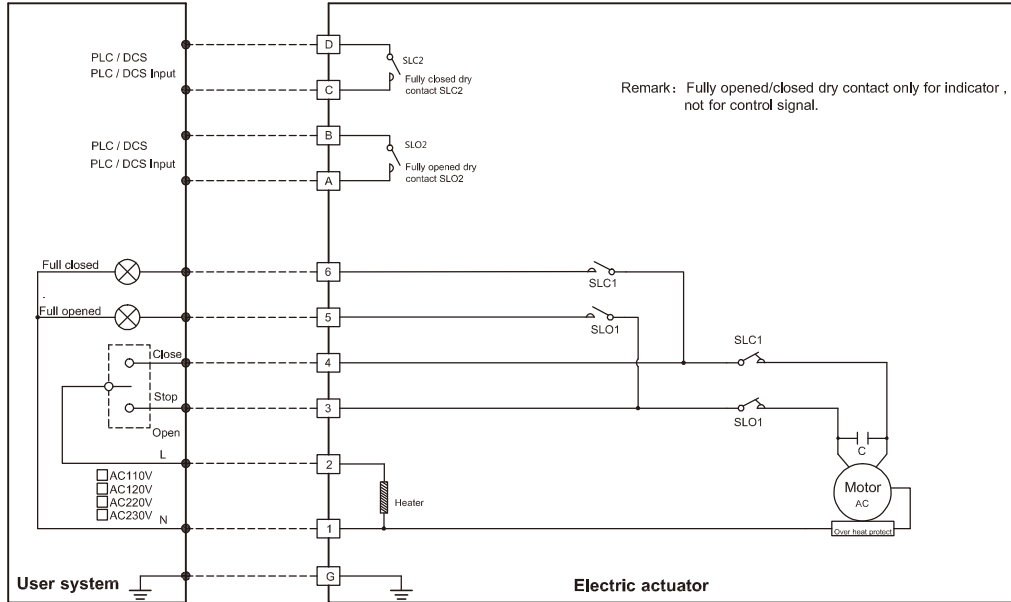 PLC / DCS
PLC / DCS Input
D
C
SLC2
Fully closed dry
contact SLC2
Remark： Fully opened/closed dry contact only for indicator ,
not for control signal.
PLC / DCS
PLC / DCS Input
B
A
SLO2
Fully opened dry
contact SLO2
Full closed
6
SLC1
Full opened
5
SLO1
Close
4
SLC1
Stop
3
SLO1
Open
L
2
C
AC110V
AC120V
AC220V
AC230V
Heater
Motor
AC
N
1
Over heat protect
G
User system
Electric actuator